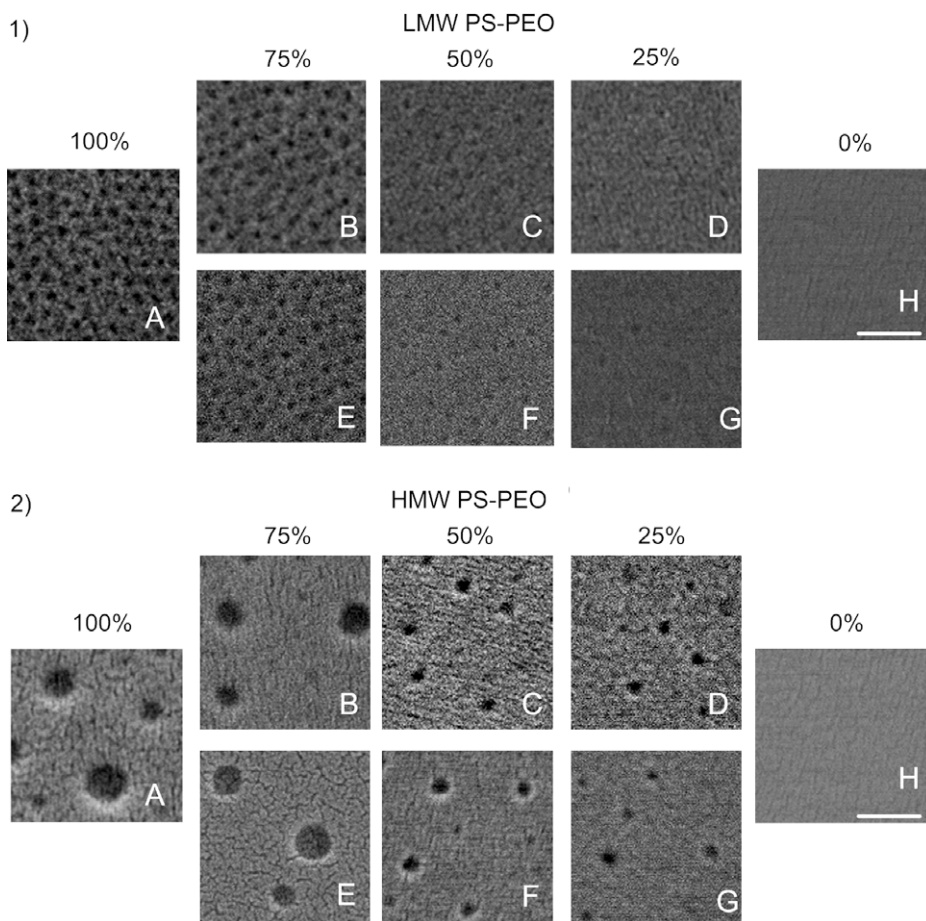 1)
LMW PS-PEO
75% 50% 25%
100%
0%
B C D
A
H
E F G
2)
HMW PS-PEO
75% 50% 25%
100%
0%
B C D
A
H
E F G